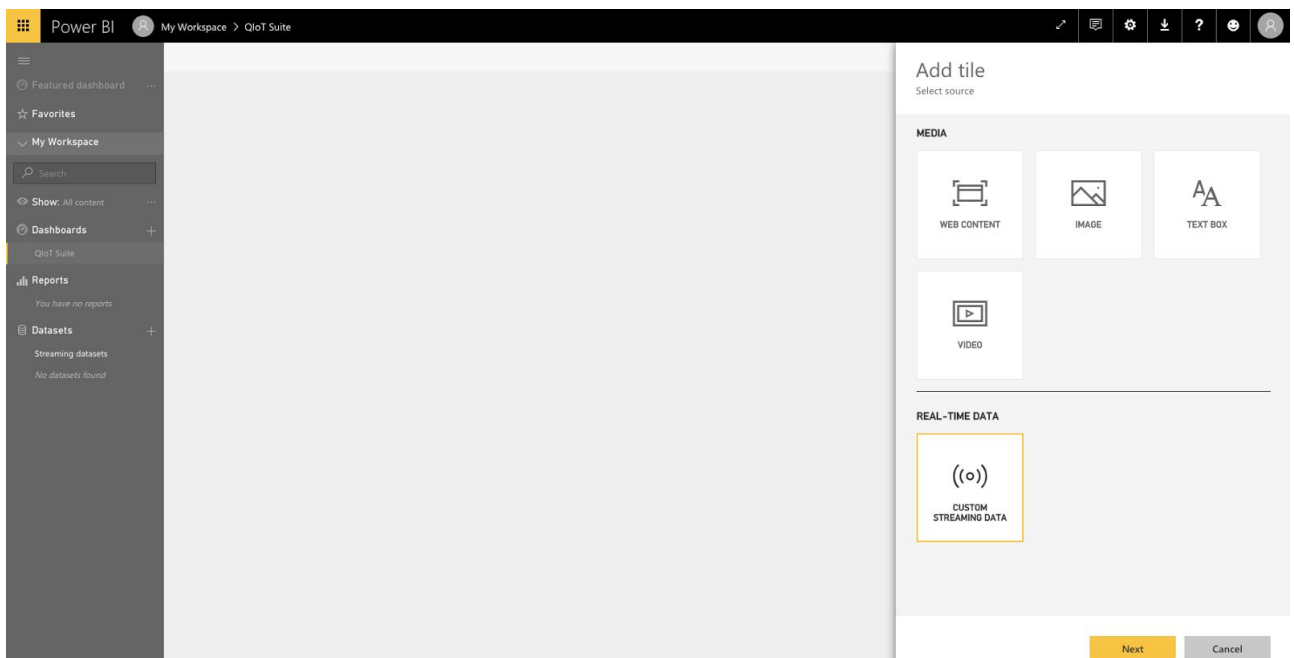 Power BI
My Workspace > QIoT Suite
?
Featured dashboard ...
Favorites
My Workspace
Search
Show: All content ...
Dashboards +
QIoT Suite
Reports
You have no reports
Datasets +
Streaming datasets
No datasets found
Add tile
Select source
MEDIA
WEB CONTENT
IMAGE
AA
TEXT BOX
VIDEO
REAL-TIME DATA
CUSTOM
STREAMING DATA
Next
Cancel